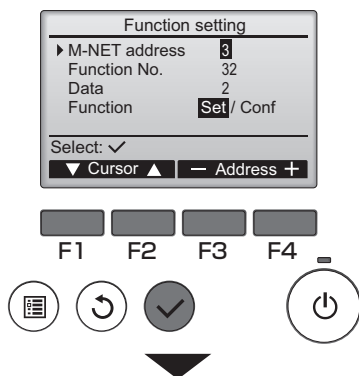 Function setting
M-NET address 3
Function No. 32
Data 2
Function Set / Conf
Select: ✓
▼ Cursor ▲ − Address +
F1 F2 F3 F4